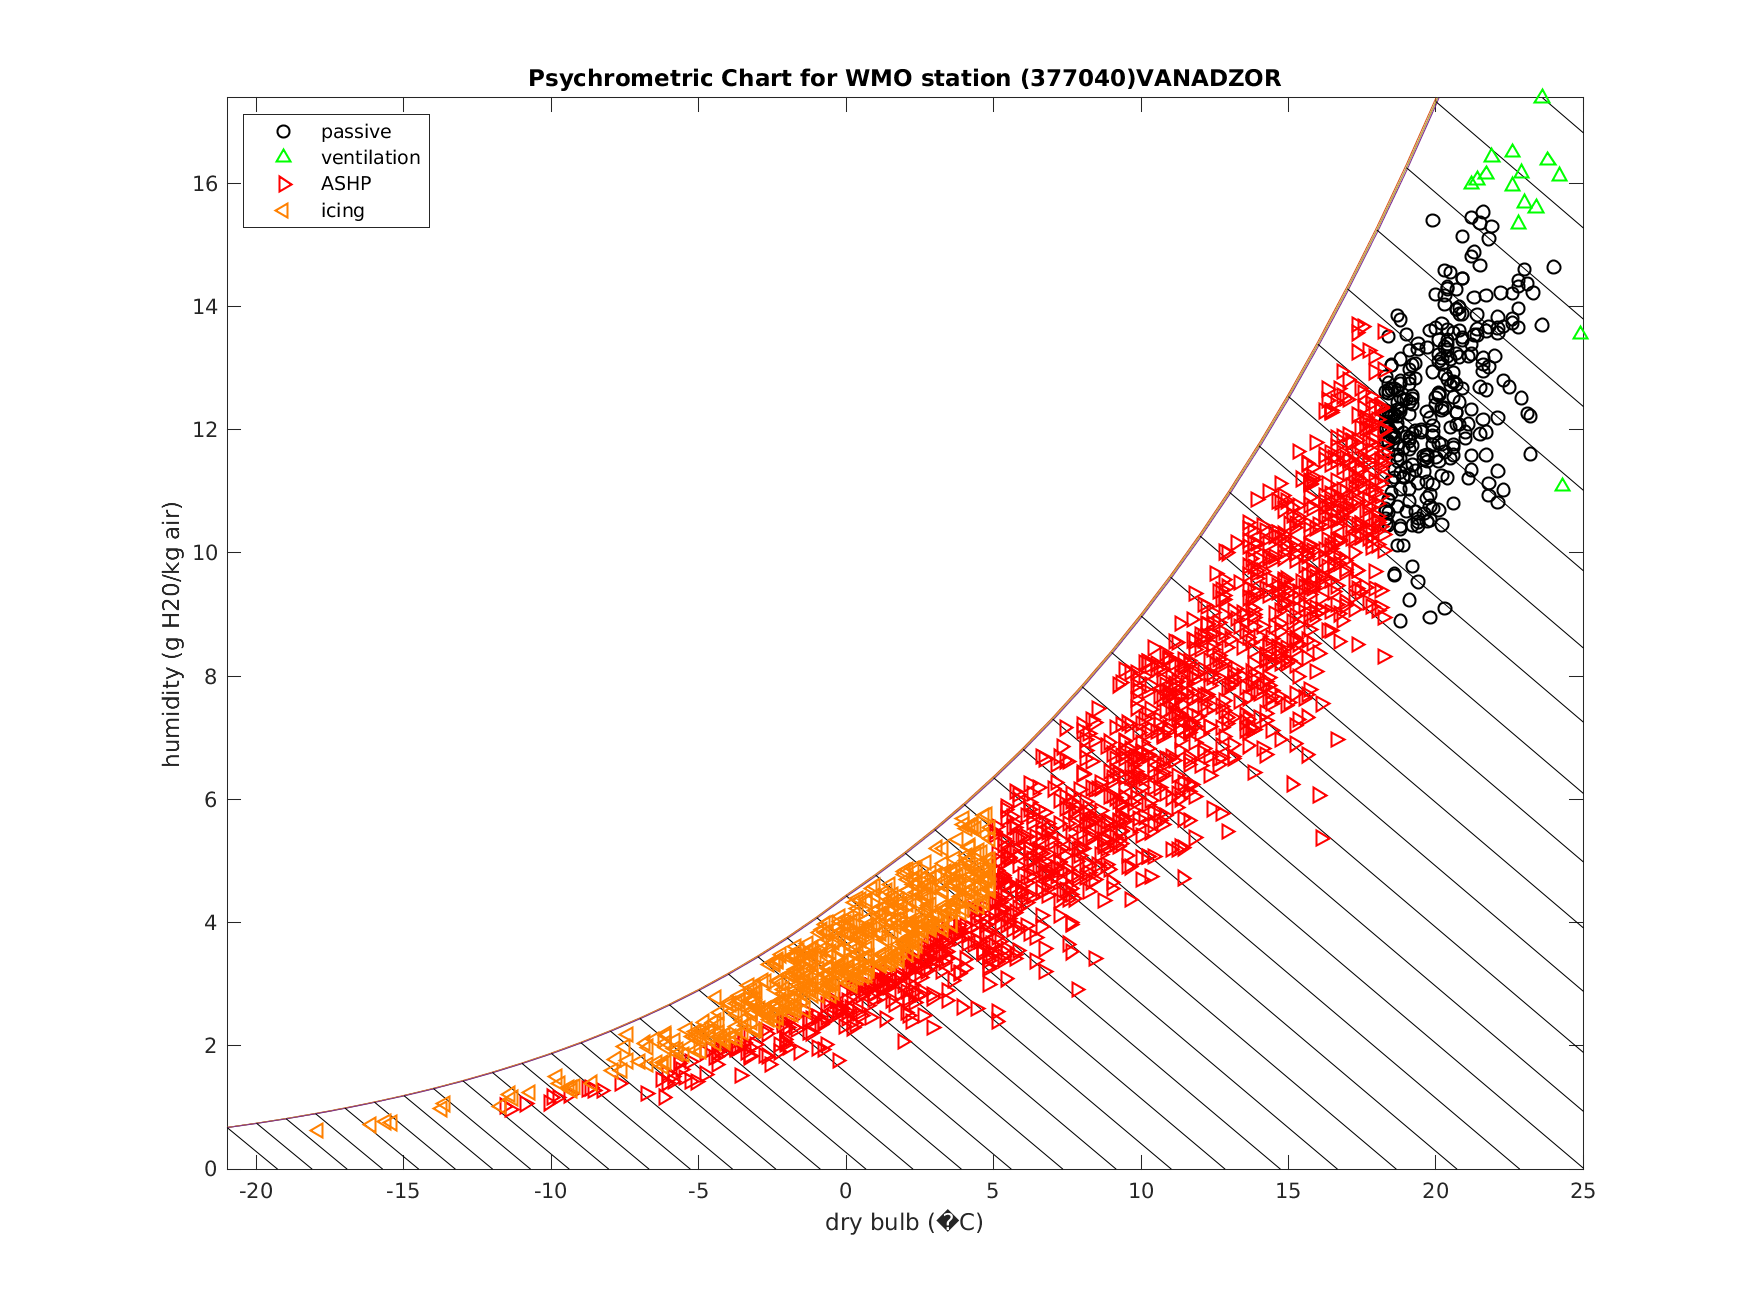 Psychrometric Chart for WMO station (377040)VANADZOR
passive
ventilation
ASHP
icing
humidity (g H20/kg air)
16
14
12
10
8
6
4
2
0
-20 -15 -10 -5 0 5 10 15 20 25
dry bulb (�C)